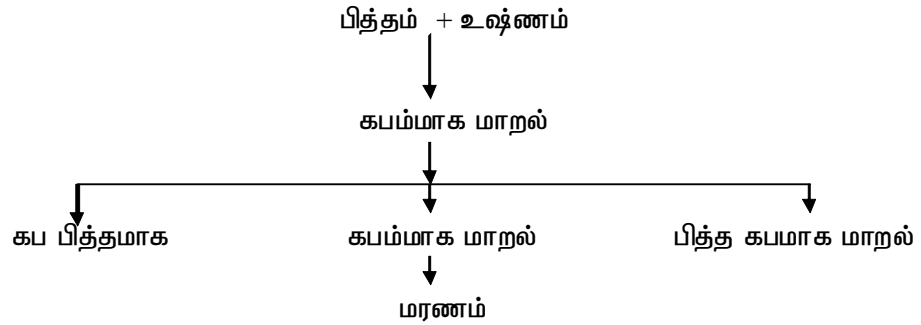 பித்தம் + உஷ்ணம்
கபம்மாக மாறல்
கப பித்தமாக கபம்மாக மாறல் பித்த கபமாக மாறல்
மரணம்